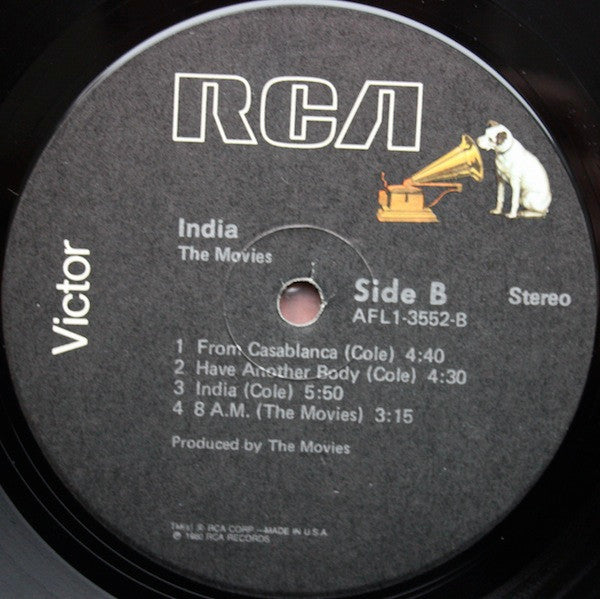 RCA
Victor
India
The Movies
Side B
Stereo
AFL1-3552-B
1 From Casablanca (Cole) 4:40
2 Have Another Body (Cole) 4:30
3 India (Cole) 5:50
4 8 A.M. (The Movies) 3:15
Produced by The Movies
TM(s) ® RCA CORP.—MADE IN U.S.A.
℗ 1980 RCA RECORDS